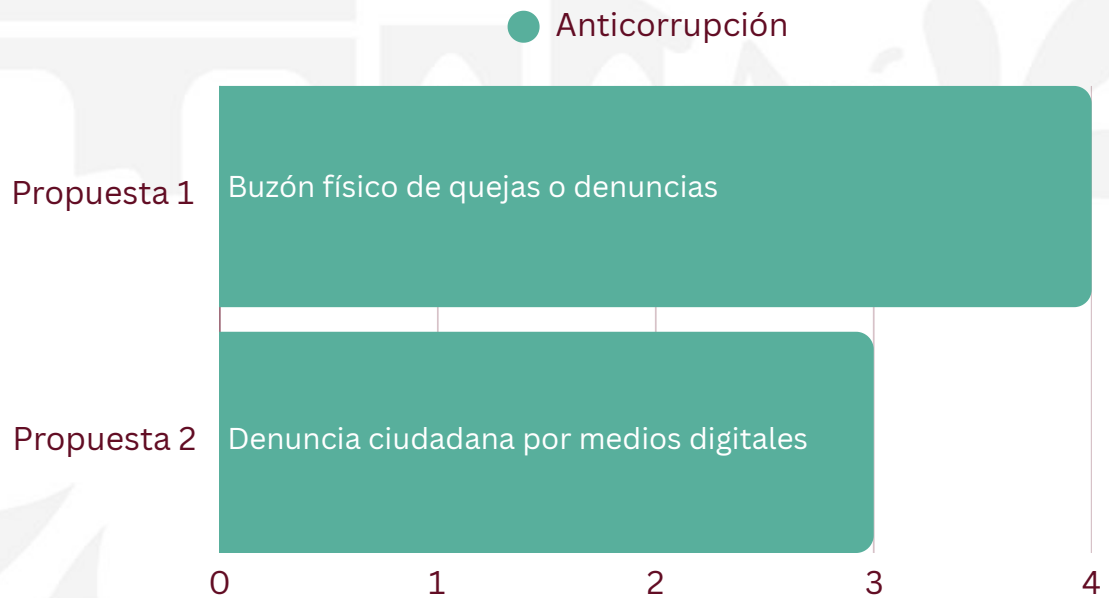 Anticorrupción
Propuesta 1
Buzón físico de quejas o denuncias
Propuesta 2
Denuncia ciudadana por medios digitales
0 1 2 3 4